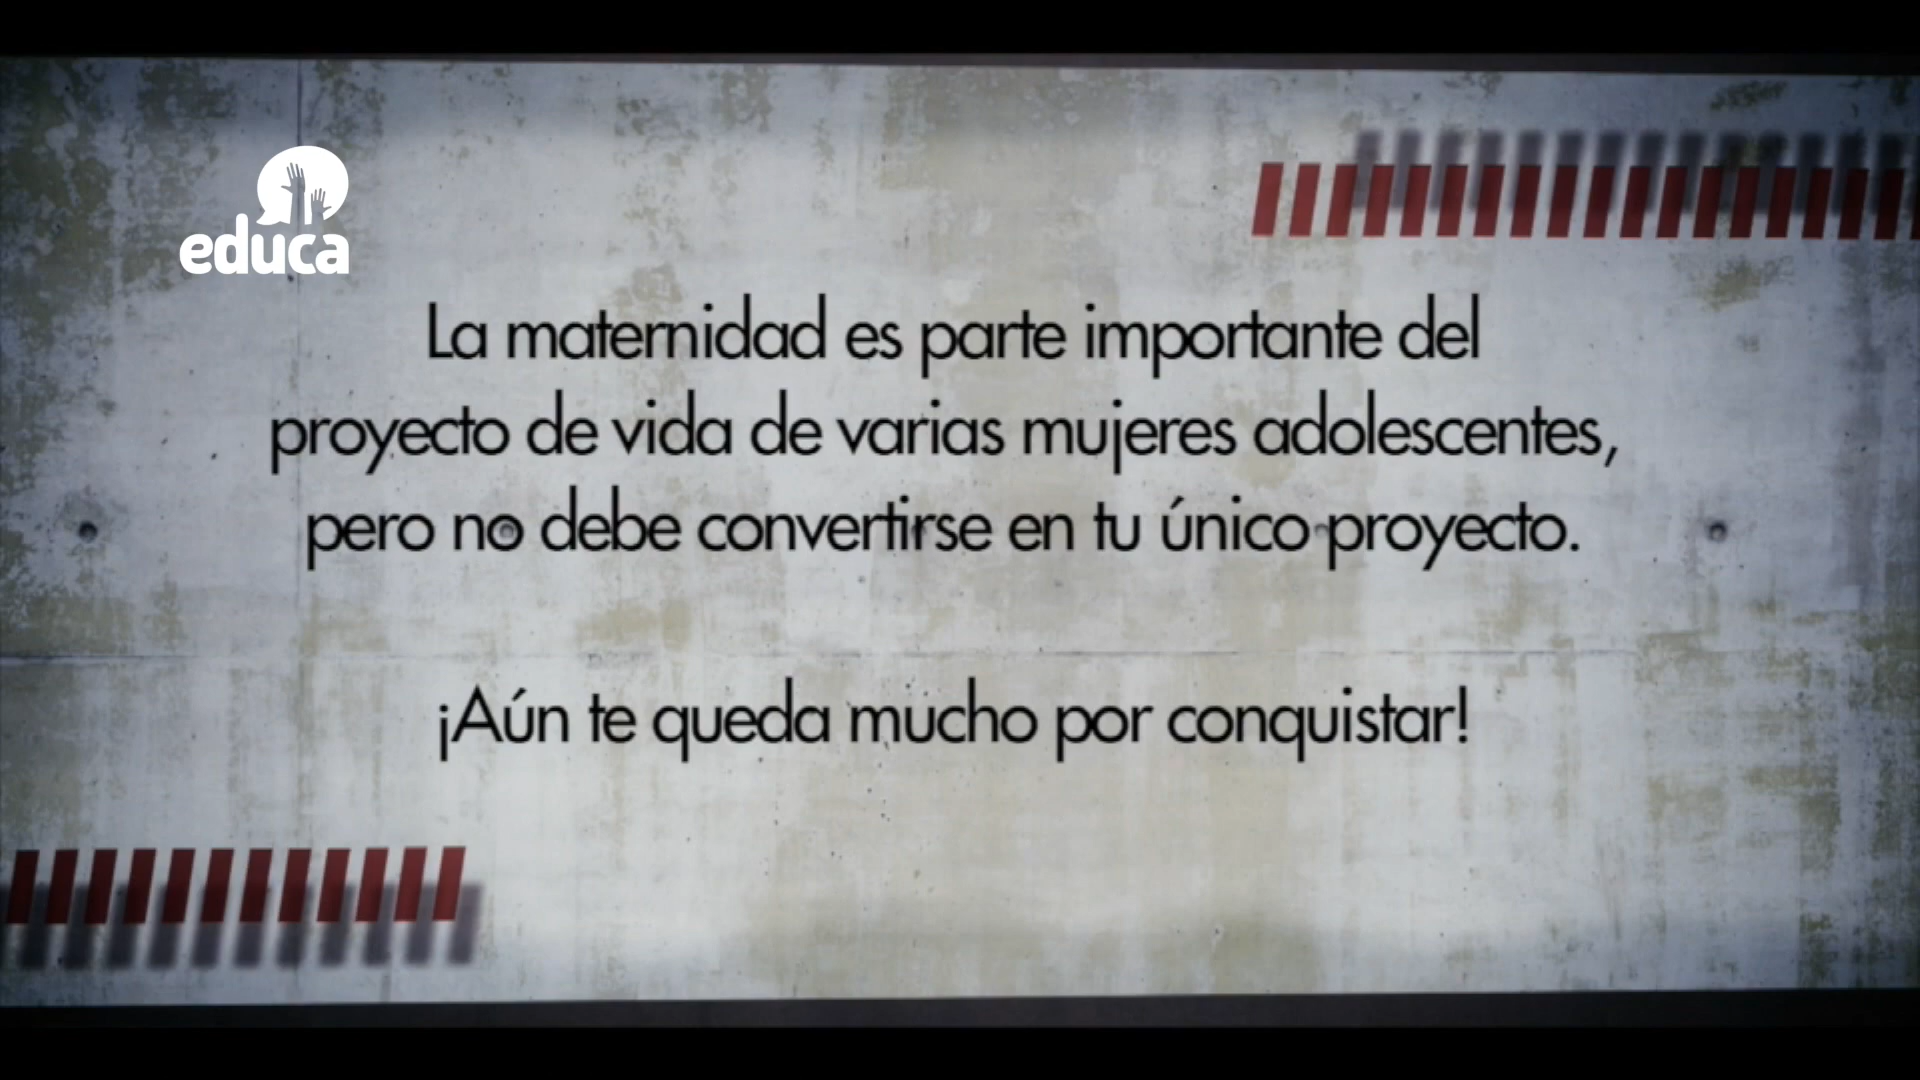 educa
La maternidad es parte importante del
proyecto de vida de varias mujeres adolescentes,
pero no debe convertirse en tu único proyecto.
¡Aún te queda mucho por conquistar!